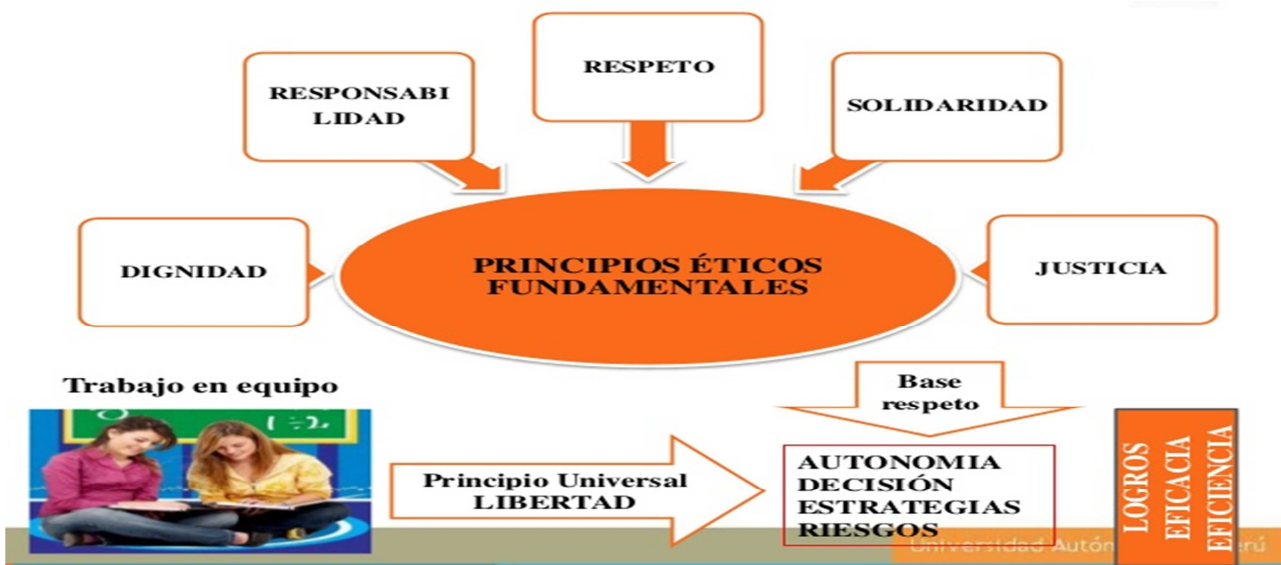 RESPETO
RESPONSABI
LIDAD
SOLIDARIDAD
DIGNIDAD
PRINCIPIOS ÉTICOS
FUNDAMENTALES
JUSTICIA
Trabajo en equipo
Base
respeto
Principio Universal
LIBERTAD
AUTONOMIA
DECISIÓN
ESTRATEGIAS
RIESGOS
LOGROS
EFICACIA
EFICIENCIA
Universidad